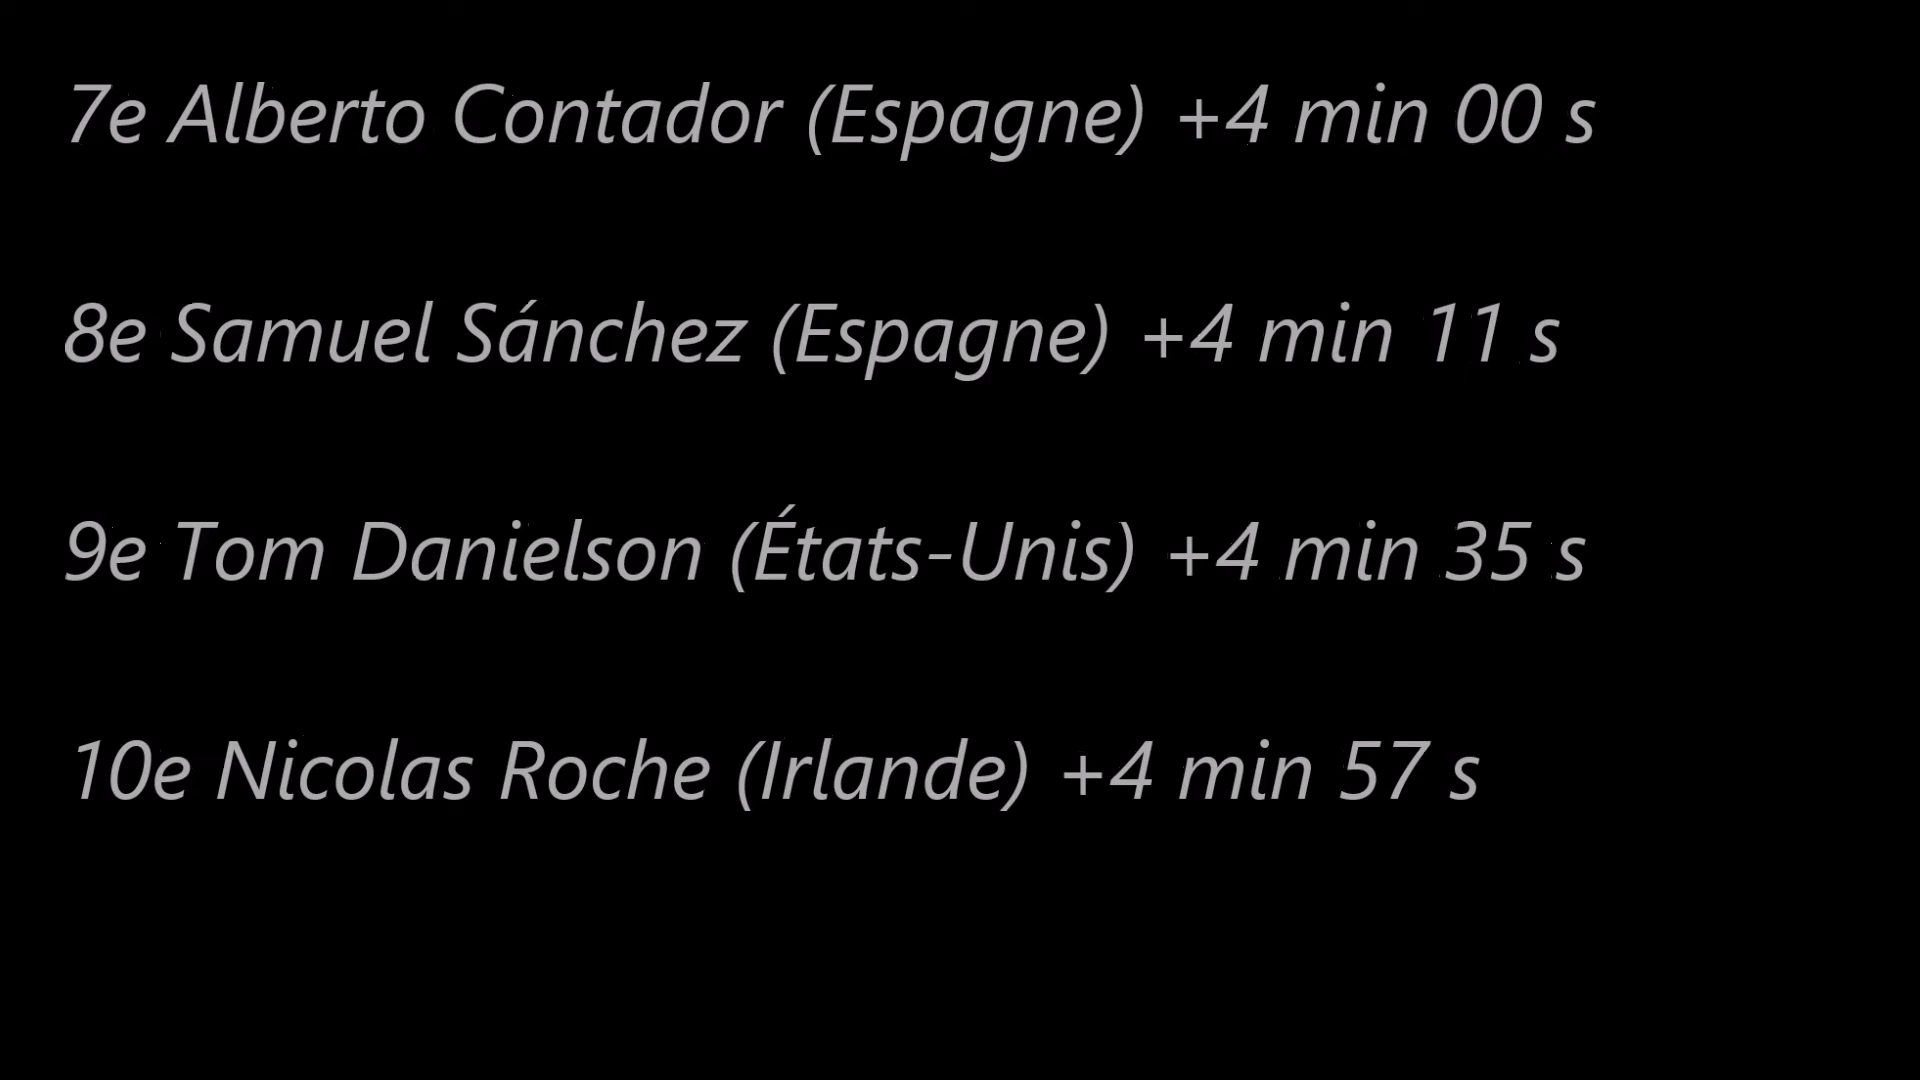 7e Alberto Contador (Espagne) +4 min 00 s
8e Samuel Sánchez (Espagne) +4 min 11 s
9e Tom Danielson (États-Unis) +4 min 35 s
10e Nicolas Roche (Irlande) +4 min 57 s